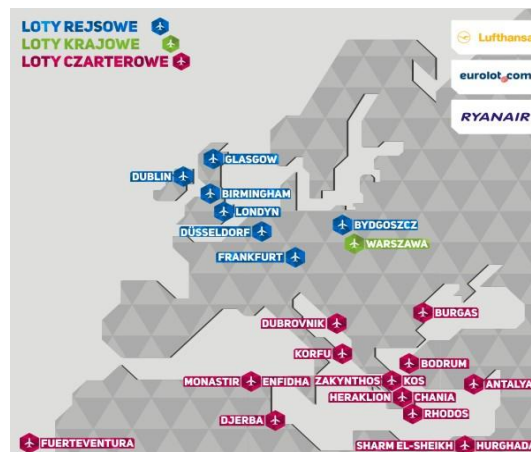 LOTY REJSOWE
LOTY KRAJOWE
LOTY CZARTEROWE
Lufthansa
eurolot.com
RYANAIR
GLASGOW
DUBLIN
BIRMINGHAM
LONDYN
DÜSSELDORF
BYDGOSZCZ
WARSZAWA
FRANKFURT
BURGAS
DUBROVNIK
KORFU
BODRUM
MONASTIR ENFIDHA ZAKYNTHOS KOS ANTALYA
HERAKLION CHANIA
DJERBA RHODOS
FUERTEVENTURA SHARM EL-SHEIKH HURGHADA